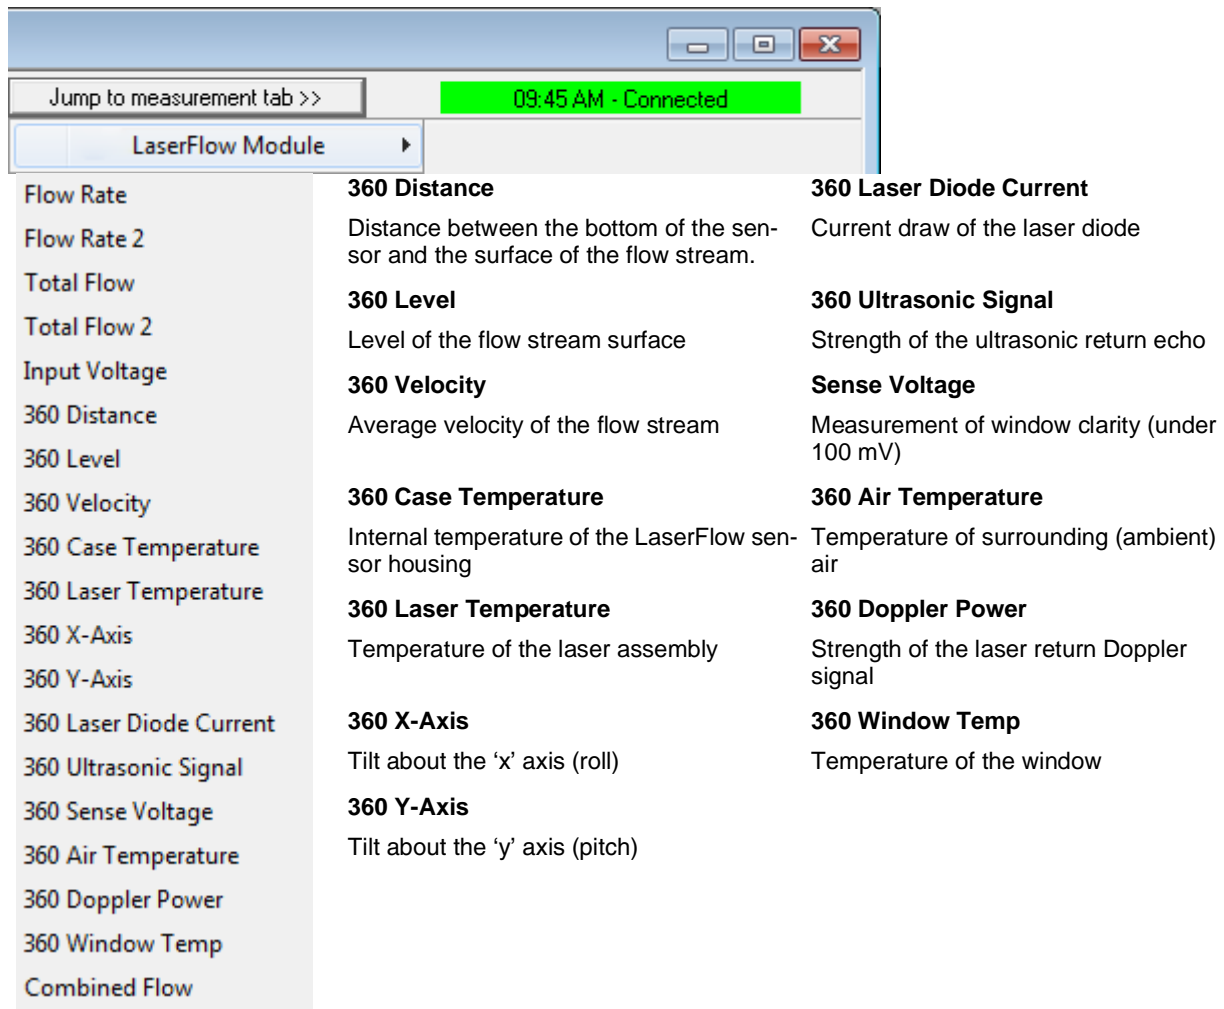 Jump to measurement tab >>
09:45 AM - Connected
LaserFlow Module
Flow Rate
Flow Rate 2
Total Flow
Total Flow 2
Input Voltage
360 Distance
360 Level
360 Velocity
360 Case Temperature
360 Laser Temperature
360 X-Axis
360 Y-Axis
360 Laser Diode Current
360 Ultrasonic Signal
360 Sense Voltage
360 Air Temperature
360 Doppler Power
360 Window Temp
Combined Flow
360 Distance
Distance between the bottom of the sen-
sor and the surface of the flow stream.
360 Level
Level of the flow stream surface
360 Velocity
Average velocity of the flow stream
360 Case Temperature
Internal temperature of the LaserFlow sen-
sor housing
360 Laser Temperature
Temperature of the laser assembly
360 X-Axis
Tilt about the ‘x’ axis (roll)
360 Y-Axis
Tilt about the ‘y’ axis (pitch)
360 Laser Diode Current
Current draw of the laser diode
360 Ultrasonic Signal
Strength of the ultrasonic return echo
Sense Voltage
Measurement of window clarity (under
100 mV)
360 Air Temperature
Temperature of surrounding (ambient)
air
360 Doppler Power
Strength of the laser return Doppler
signal
360 Window Temp
Temperature of the window